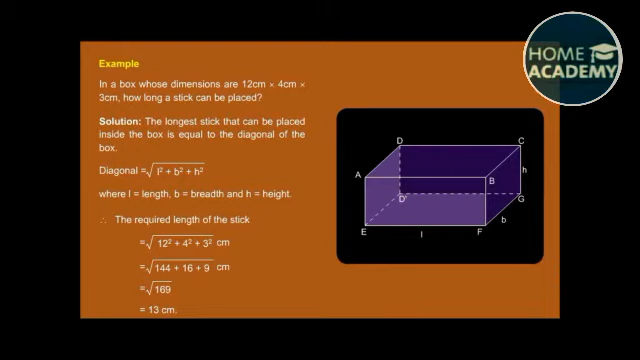 HOME
ACADEMY
Example
In a box whose dimensions are 12cm × 4cm ×
3cm, how long a stick can be placed?
Solution: The longest stick that can be placed
inside the box is equal to the diagonal of the
box.
Diagonal =√l² + b² + h²
where l = length, b = breadth and h = height.
∴ The required length of the stick
=√12² + 4² + 3² cm
=√144 + 16 + 9 cm
=√169
= 13 cm.
D
C
A
B
h
D'
G
b
E
l
F